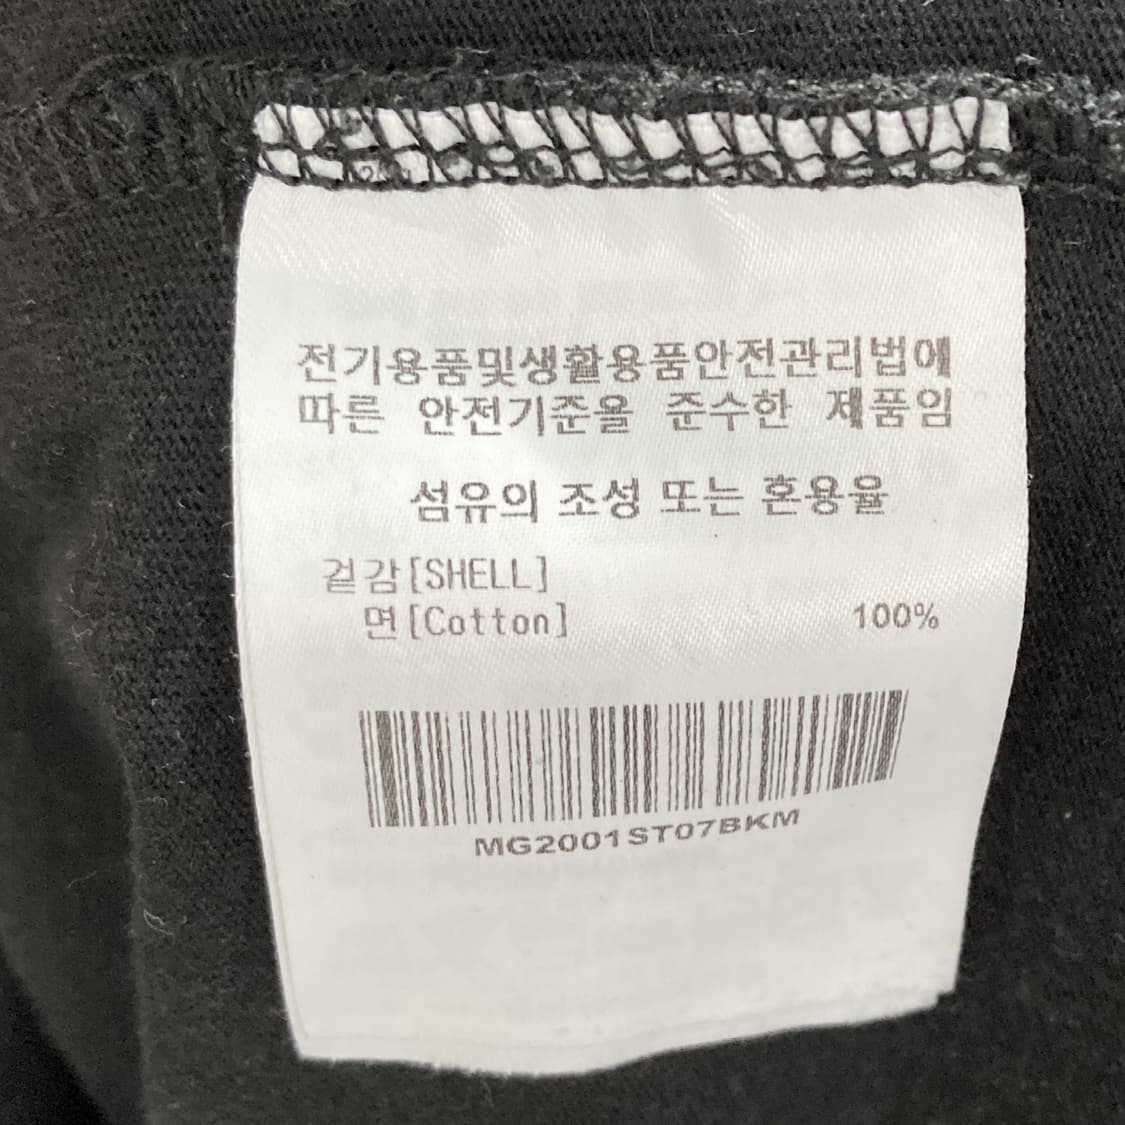 전기용품및생활용품안전관리법에
따른 안전기준을 준수한 제품임
섬유의 조성 또는 혼용율
겉감[SHELL]
면[Cotton] 100%
MG2001ST07BKM